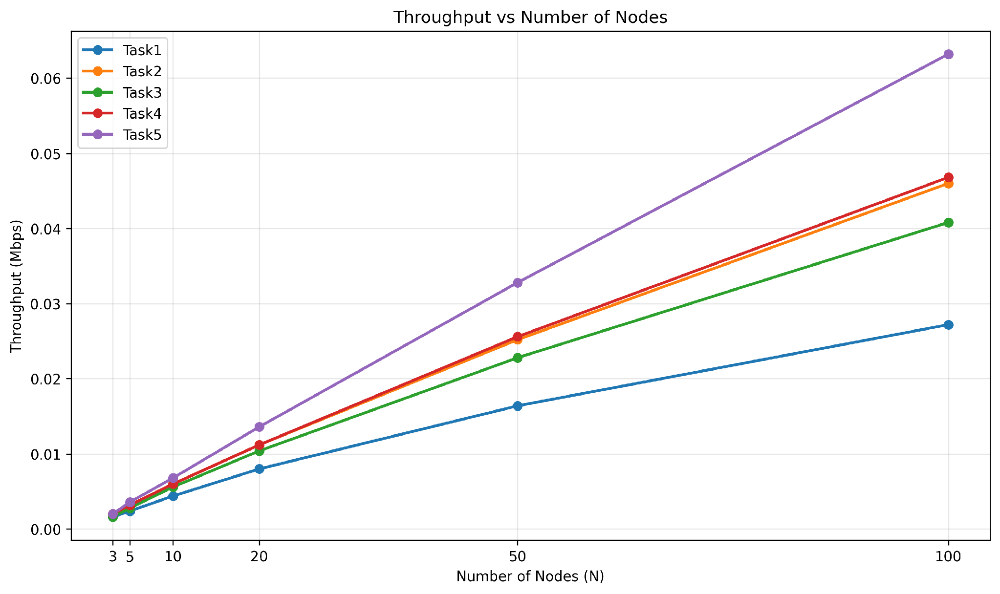 Throughput vs Number of Nodes
Task1
Task2
Task3
Task4
Task5
Throughput (Mbps)
0.06
0.05
0.04
0.03
0.02
0.01
0.00
3 5 10 20 50 100
Number of Nodes (N)